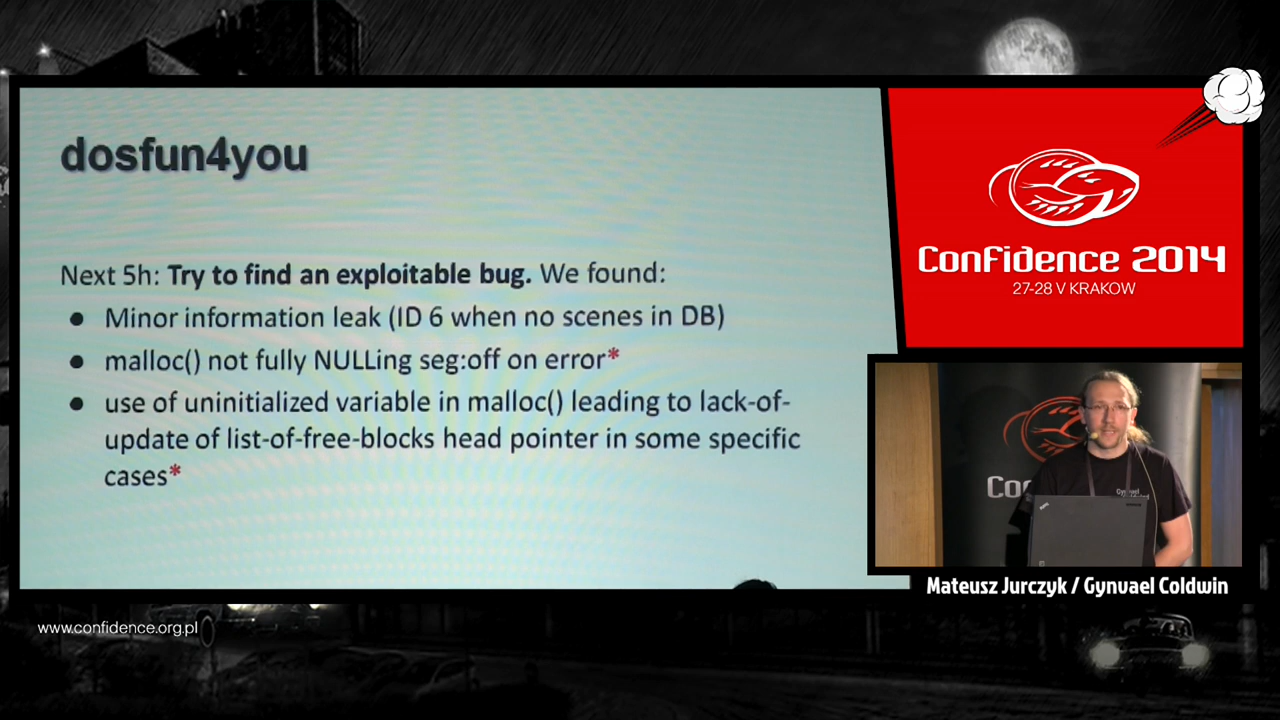 dosfun4you
Next 5h: Try to find an exploitable bug. We found:
● Minor information leak (ID 6 when no scenes in DB)
● malloc() not fully NULLing seg:off on error*
● use of uninitialized variable in malloc() leading to lack-of-
update of list-of-free-blocks head pointer in some specific
cases*
Confidence 2014
27-28 V KRAKOW
Mateusz Jurczyk / Gynvael Coldwin
www.confidence.org.pl